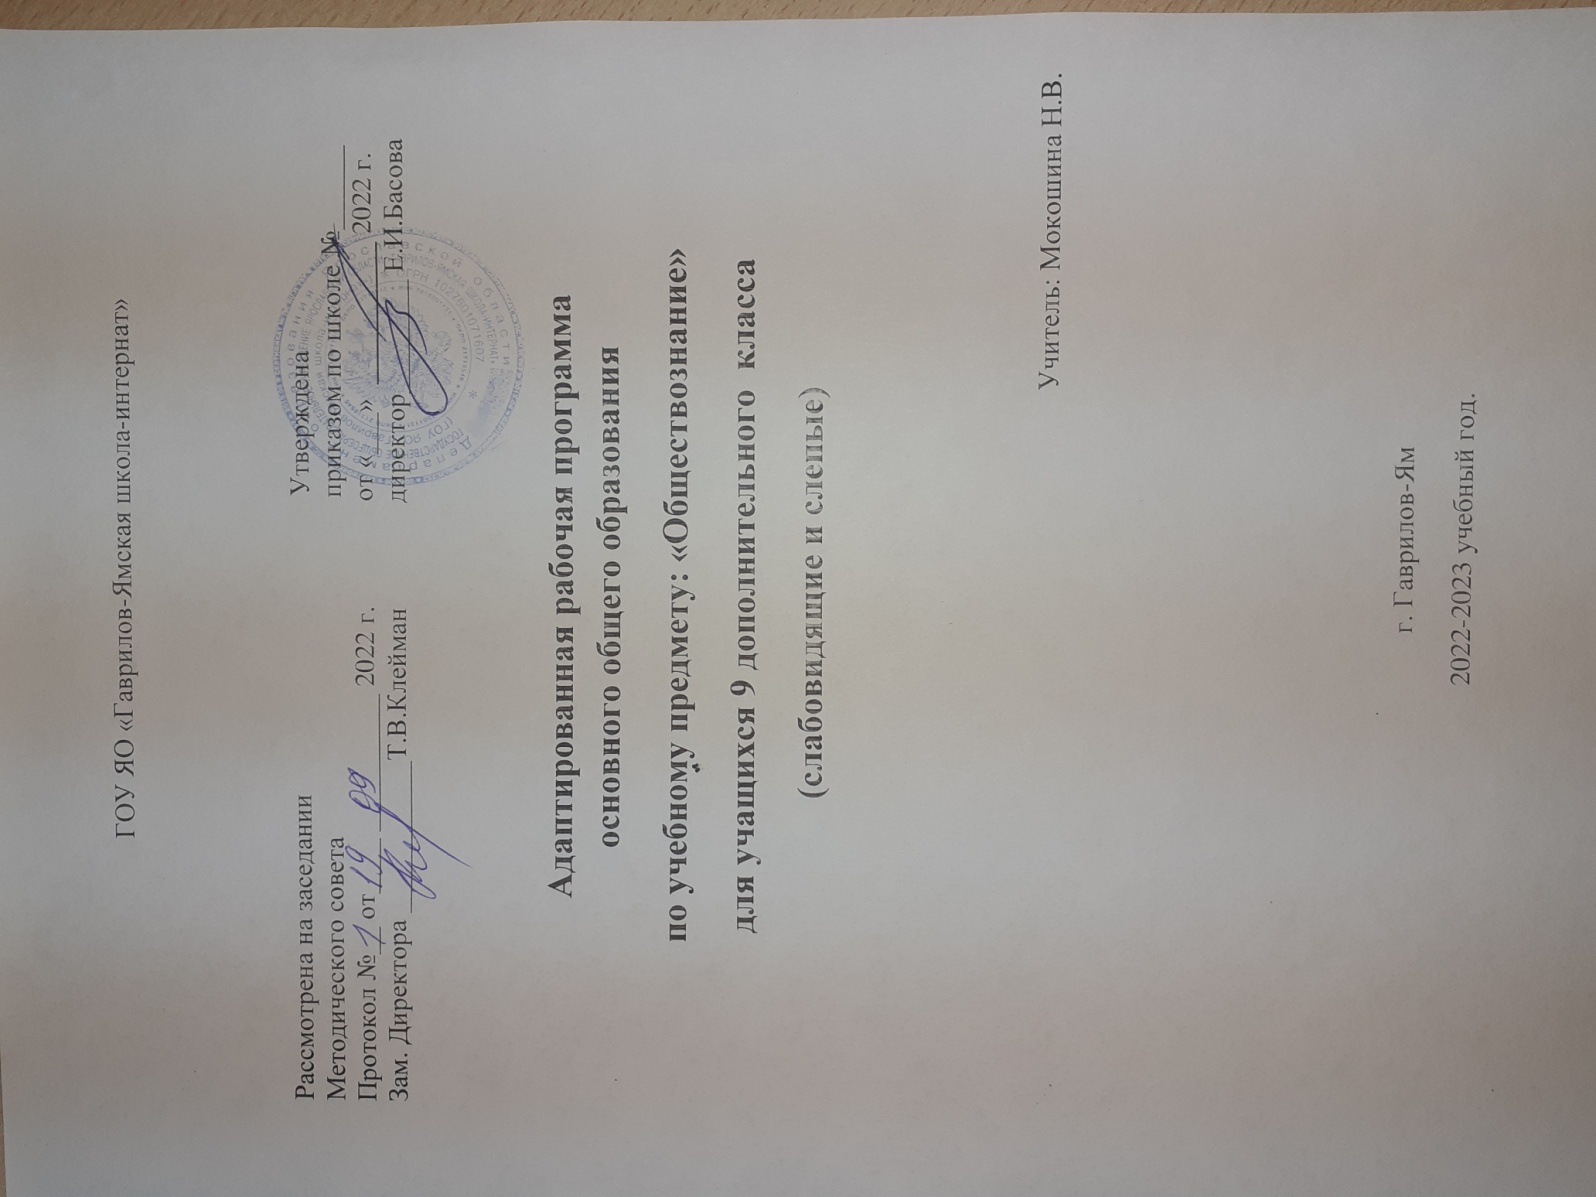 ГОУ ЯО «Гаврилов-Ямская школа-интернат»
Рассмотрена на заседании
Методического совета
Протокол № 1 от 19 09 2022 г.
Зам. Директора Т.В.Клейман
Утверждена
приказом по школе №
от « » 2022 г.
директор Е.И.Басова
Адаптированная рабочая программа
основного общего образования
по учебному предмету: «Обществознание»
для учащихся 9 дополнительного класса
(слабовидящие и слепые)
Учитель: Мокошина Н.В.
г. Гаврилов-Ям
2022-2023 учебный год.